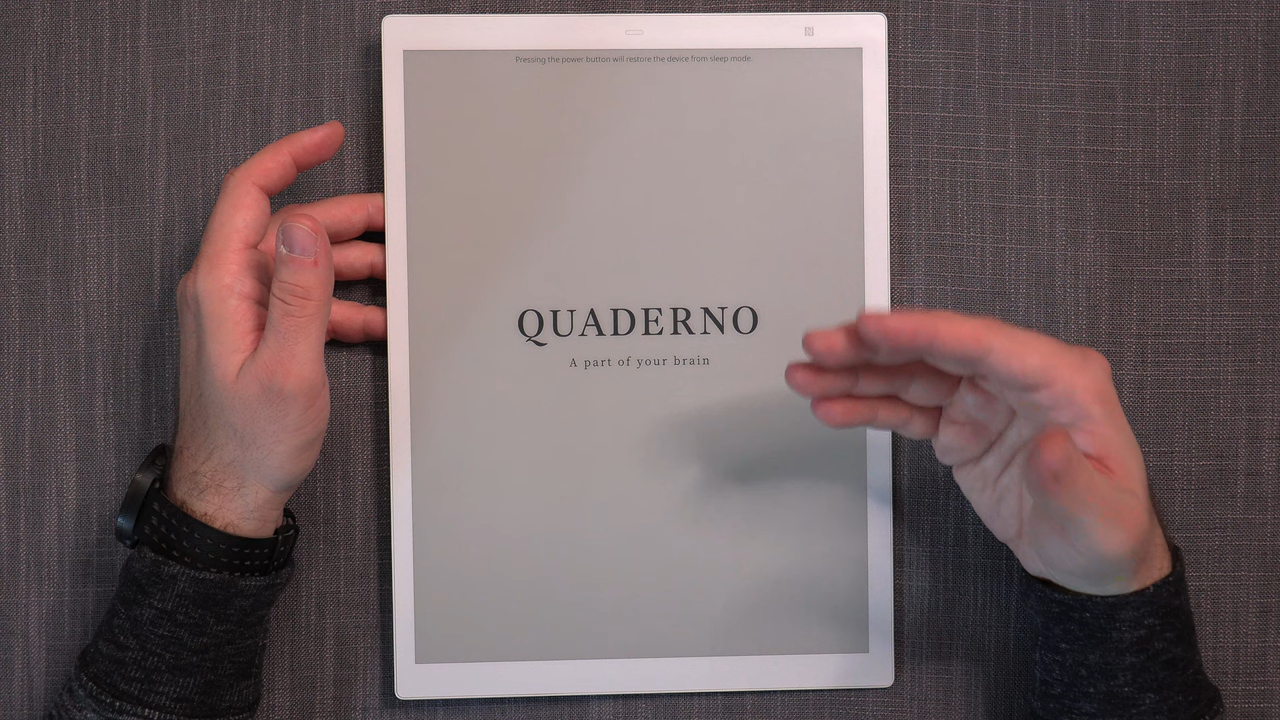 Pressing the power button will restore the device from sleep mode.
QUADERNO
A part of your brain